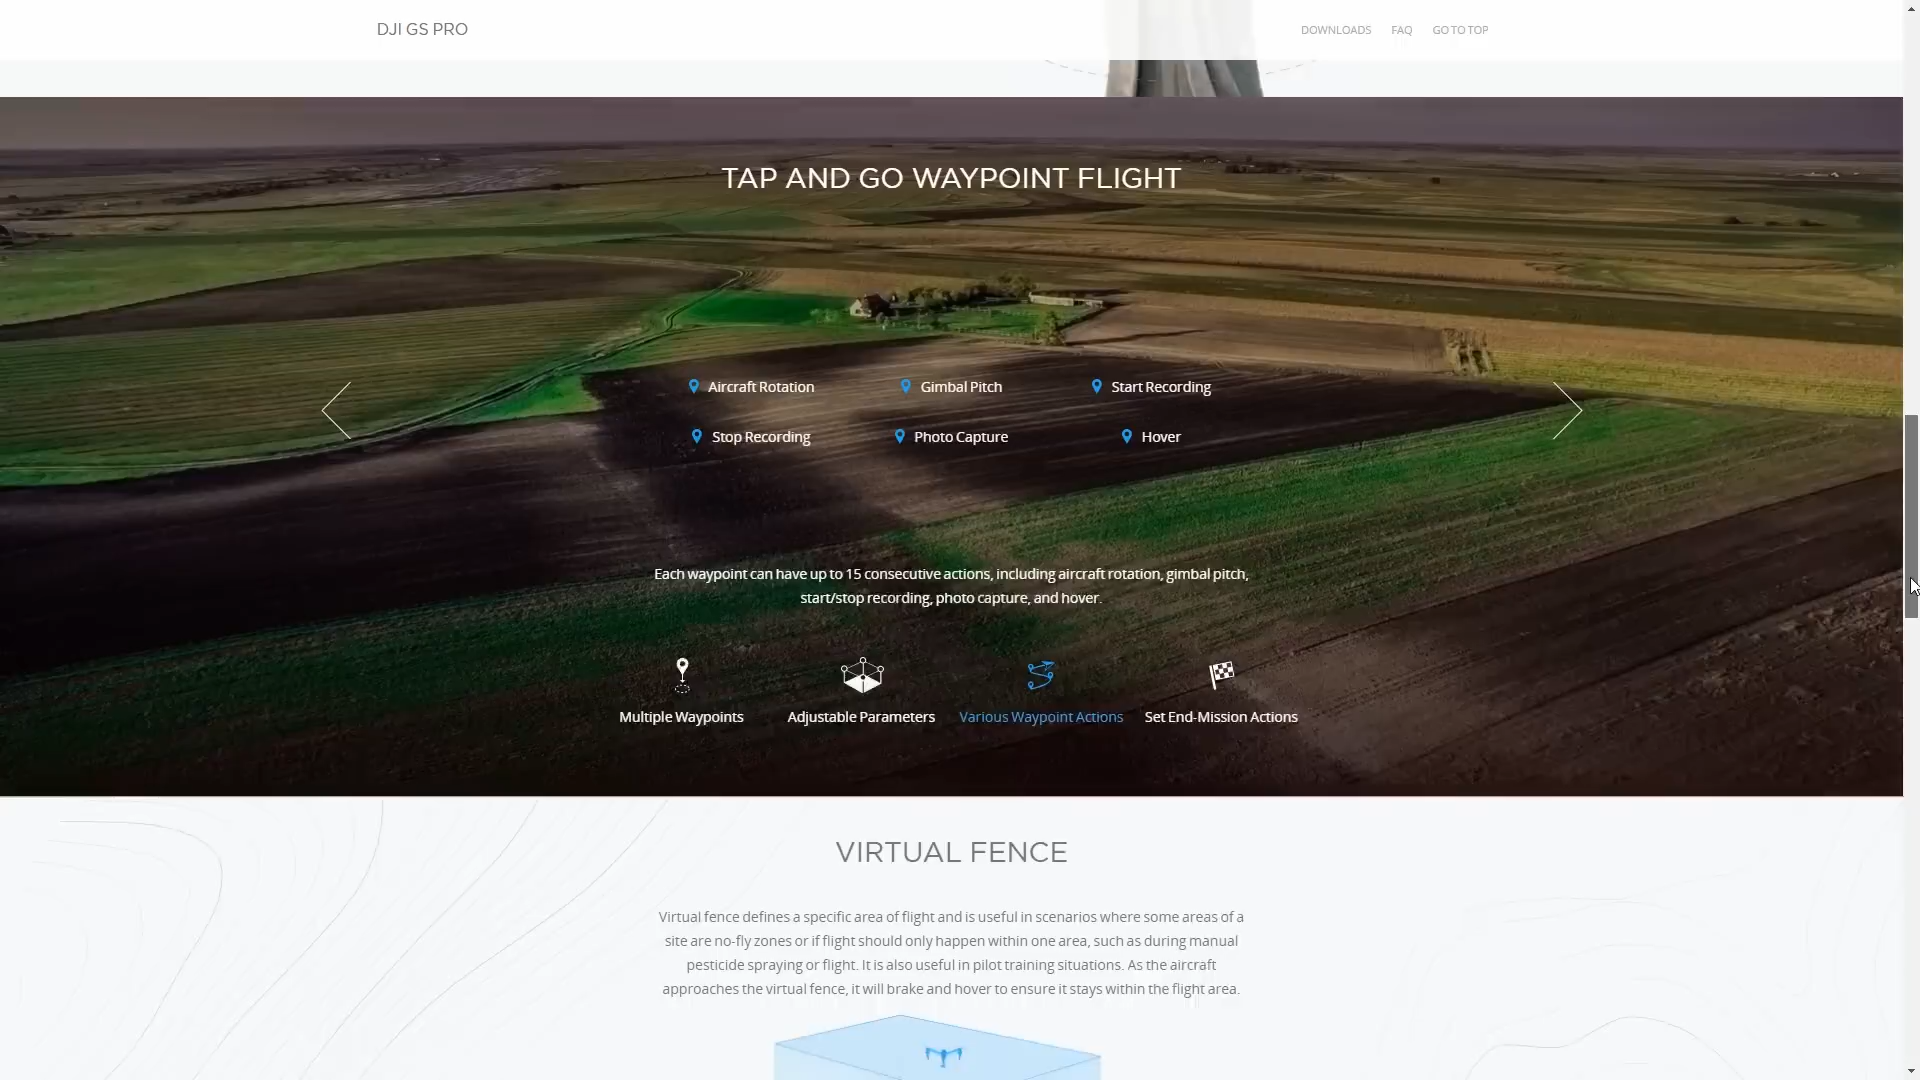 DJI GS PRO
DOWNLOADS FAQ GO TO TOP
TAP AND GO WAYPOINT FLIGHT
Aircraft Rotation Gimbal Pitch Start Recording
Stop Recording Photo Capture Hover
Each waypoint can have up to 15 consecutive actions, including aircraft rotation, gimbal pitch,
start/stop recording, photo capture, and hover.
Multiple Waypoints Adjustable Parameters Various Waypoint Actions Set End-Mission Actions
VIRTUAL FENCE
Virtual fence defines a specific area of flight and is useful in scenarios where some areas of a
site are no-fly zones or if flight should only happen within one area, such as during manual
pesticide spraying or flight. It is also useful in pilot training situations. As the aircraft
approaches the virtual fence, it will brake and hover to ensure it stays within the flight area.